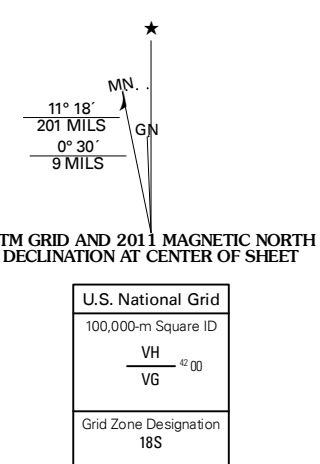 ★
MN
11° 18´
201 MILS
GN
0° 30´
9 MILS
TM GRID AND 2011 MAGNETIC NORTH
DECLINATION AT CENTER OF SHEET
U.S. National Grid
100,000-m Square ID
VH
42 00
VG
Grid Zone Designation
18S